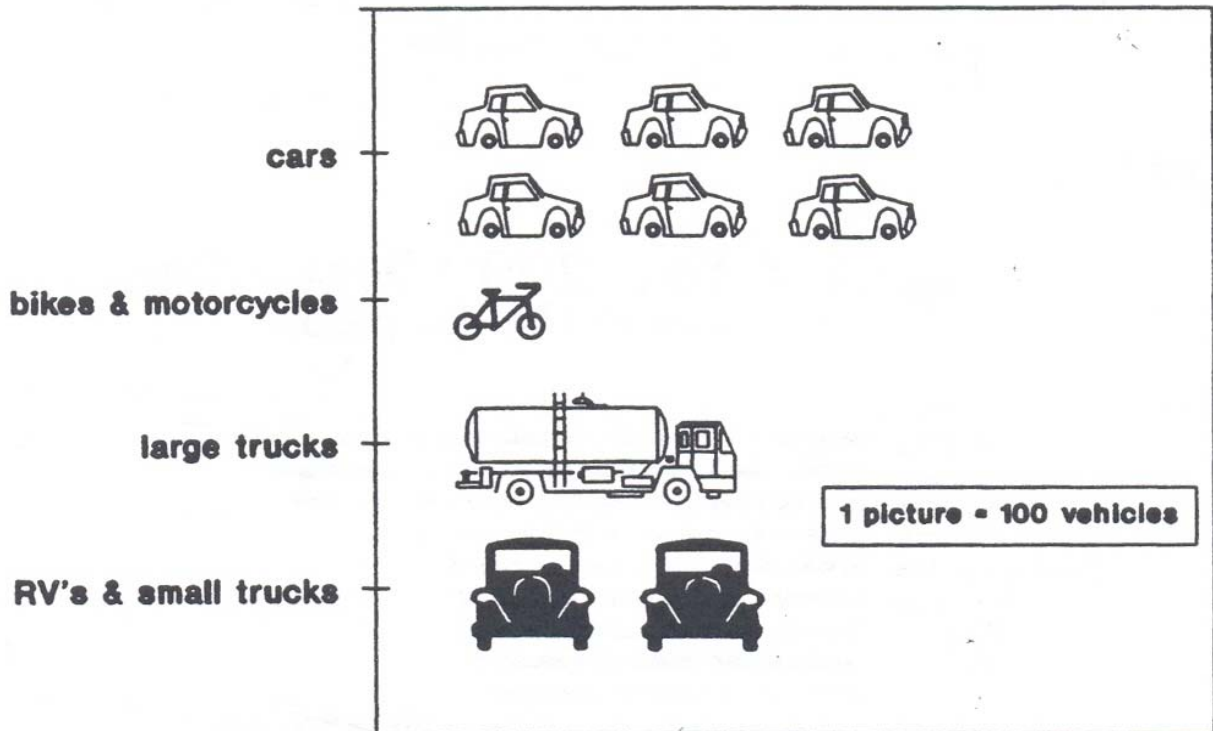 cars
bikes & motorcycles
large trucks
1 picture = 100 vehicles
RV's & small trucks